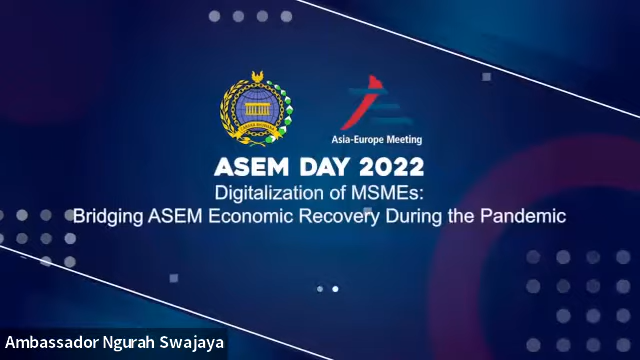 Asia-Europe Meeting
ASEM DAY 2022
Digitalization of MSMEs:
Bridging ASEM Economic Recovery During the Pandemic
Ambassador Ngurah Swajaya